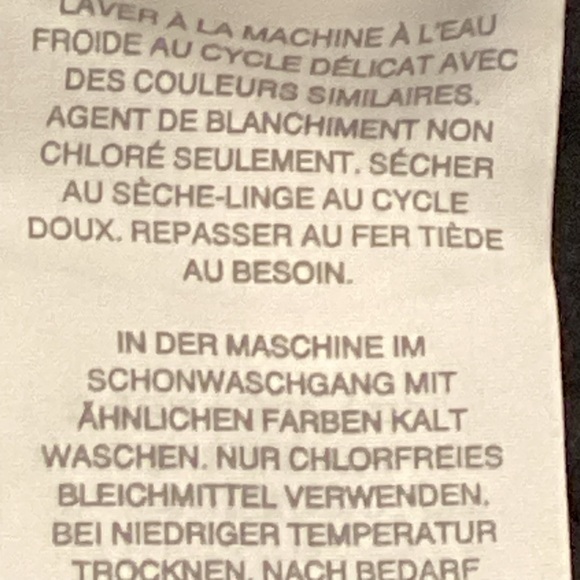 LAVER À LA MACHINE À L'EAU
FROIDE AU CYCLE DÉLICAT AVEC
DES COULEURS SIMILAIRES.
AGENT DE BLANCHIMENT NON
CHLORÉ SEULEMENT. SÉCHER
AU SÈCHE-LINGE AU CYCLE
DOUX. REPASSER AU FER TIÈDE
AU BESOIN.
IN DER MASCHINE IM
SCHONWASCHGANG MIT
ÄHNLICHEN FARBEN KALT
WASCHEN. NUR CHLORFREIES
BLEICHMITTEL VERWENDEN.
BEI NIEDRIGER TEMPERATUR
TROCKNEN. NACH BEDARF